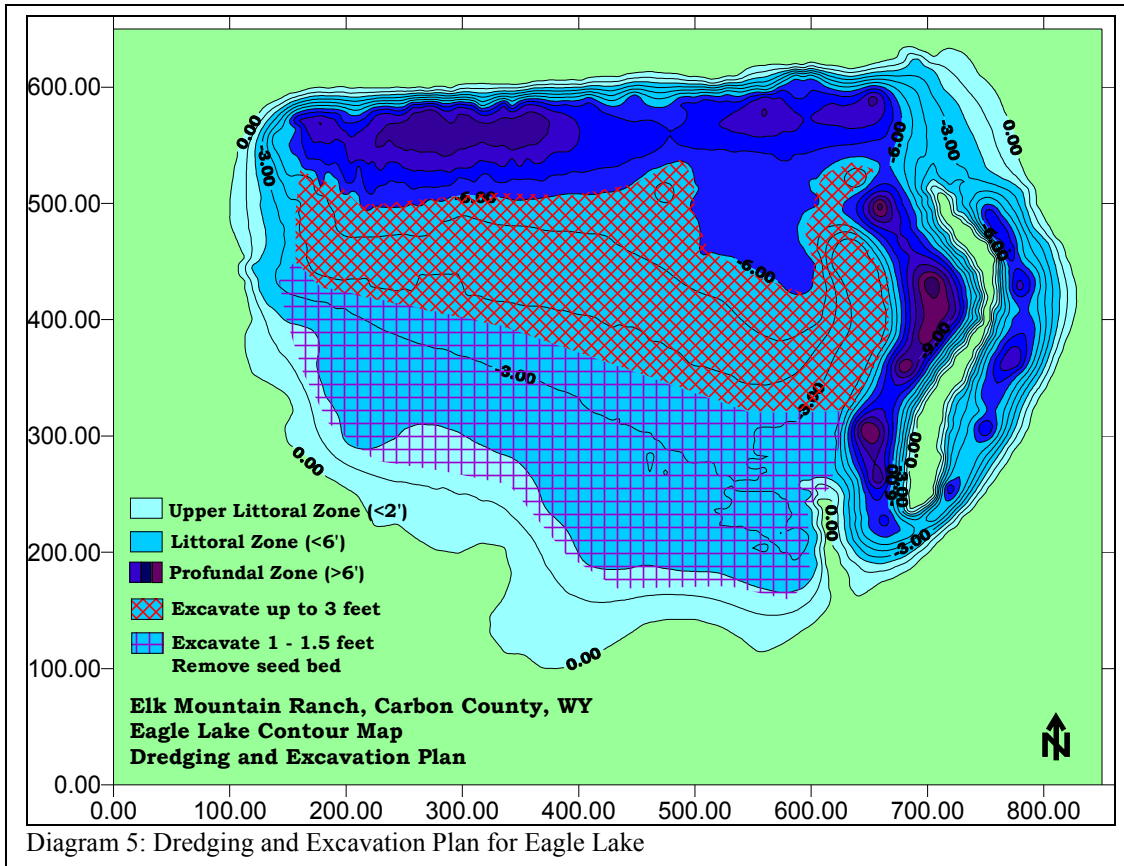 600.00
500.00
400.00
300.00
200.00
100.00
0.00
0.00
-3.00
-6.00
-3.00
0.00
-6.00
-6.00
-6.00
-9.00
-3.00
-3.00
0.00
0.00
-6.00
-3.00
0.00
-3.00
0.00
Upper Littoral Zone (<2')
Littoral Zone (<6')
Profundal Zone (>6')
Excavate up to 3 feet
Excavate 1 - 1.5 feet
Remove seed bed
Elk Mountain Ranch, Carbon County, WY
Eagle Lake Contour Map
Dredging and Excavation Plan
N
0.00 100.00 200.00 300.00 400.00 500.00 600.00 700.00 800.00
Diagram 5: Dredging and Excavation Plan for Eagle Lake